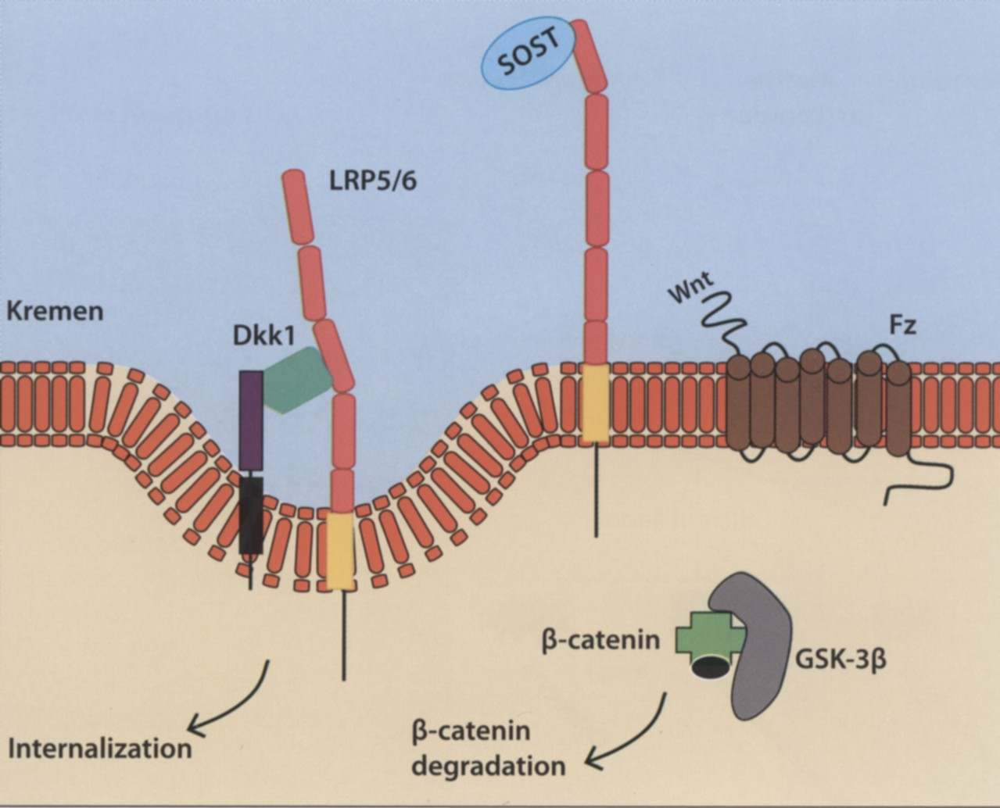 SOST
LRP5/6
Wnt
Kremen
Dkk1
Fz
β-catenin
GSK-3β
β-catenin
degradation
Internalization